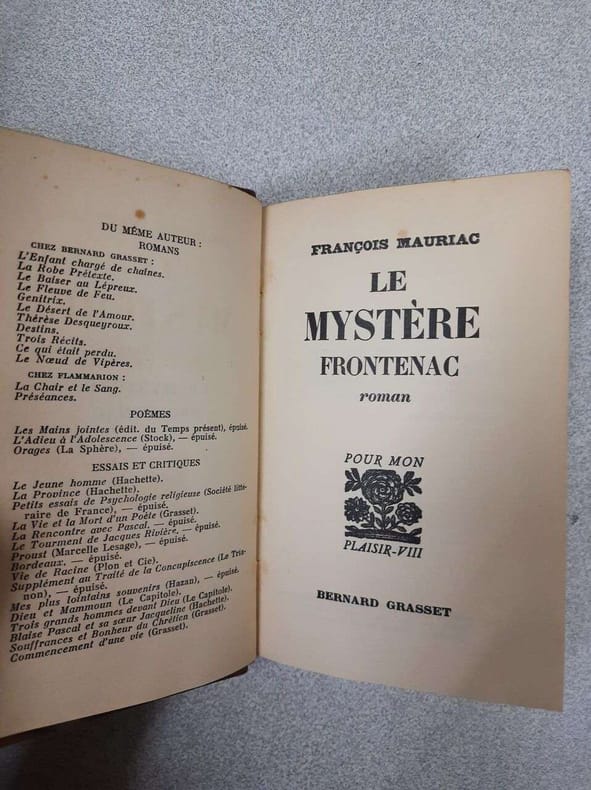 DU MÊME AUTEUR :
ROMANS
CHEZ BERNARD GRASSET :
L'Enfant chargé de chaînes.
La Robe Prétexte.
Le Baiser au Lépreux.
Le Fleuve de Feu.
Genitrix.
Le Désert de l'Amour.
Thérèse Desqueyroux.
Destins.
Trois Récits.
Ce qui était perdu.
Le Nœud de Vipères.
CHEZ FLAMMARION :
La Chair et le Sang.
Préséances.
POÈMES
Les Mains jointes (édit. du Temps présent), épuisé.
L'Adieu à l'Adolescence (Stock), — épuisé.
Orages (La Sphère), — épuisé.
ESSAIS ET CRITIQUES
Le Jeune homme (Hachette).
La Province (Hachette).
Petits essais de Psychologie religieuse (Société litté-
raire de France), — épuisé.
La Vie et la Mort d'un Poète (Grasset).
La Rencontre avec Pascal, — épuisé.
Le Tourment de Jacques Rivière, — épuisé.
Proust (Marcelle Lesage), — épuisé.
Bordeaux. — épuisé.
Vie de Racine (Plon et Cie).
Supplément au Traité de la Concupiscence (Le Tria-
non), — épuisé.
Mes plus lointains souvenirs (Hazan), — épuisé.
Dieu et Mammoun (Le Capitole).
Trois grands hommes devant Dieu (Le Capitole).
Blaise Pascal et sa sœur Jacqueline (Hachette).
Souffrances et Bonheur du Chrétien (Grasset).
Commencement d'une vie (Grasset).
FRANÇOIS MAURIAC
LE
MYSTÈRE
FRONTENAC
roman
POUR MON
PLAISIR-VIII
BERNARD GRASSET